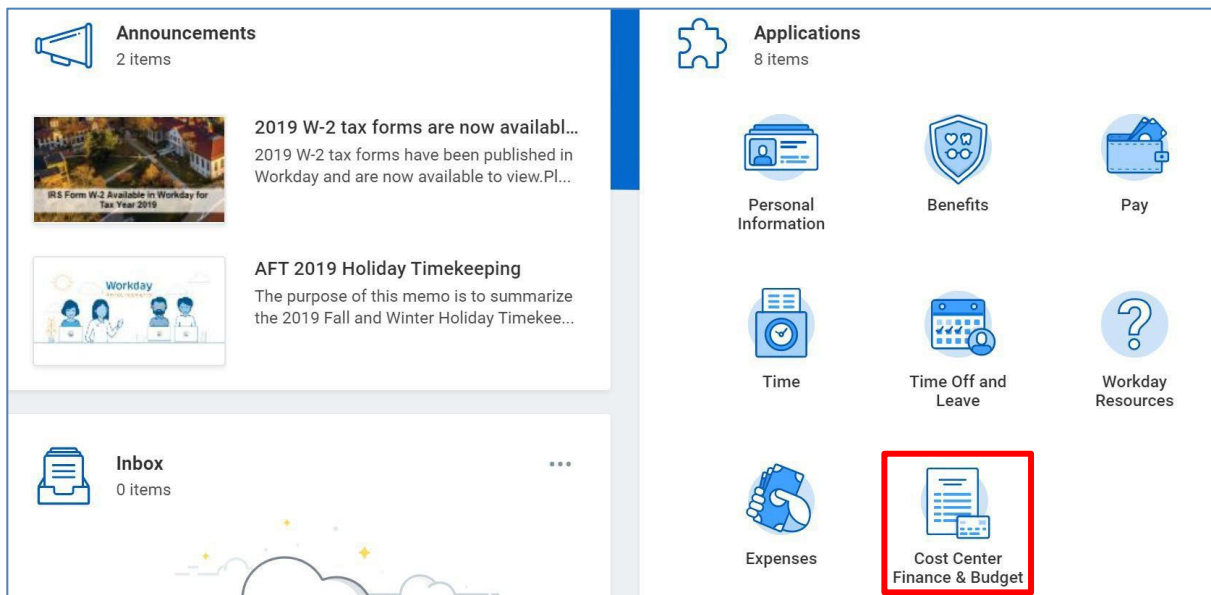 Announcements
2 items
IRS Form W-2 Available in Workday for
Tax Year 2019
2019 W-2 tax forms are now availabl...
2019 W-2 tax forms have been published in
Workday and are now available to view.Pl...
Workday
AFT 2019 Holiday Timekeeping
The purpose of this memo is to summarize
the 2019 Fall and Winter Holiday Timekee...
Inbox
0 items
Applications
8 items
Personal
Information
Benefits
Pay
Time
Time Off and
Leave
Workday
Resources
Expenses
Cost Center
Finance & Budget